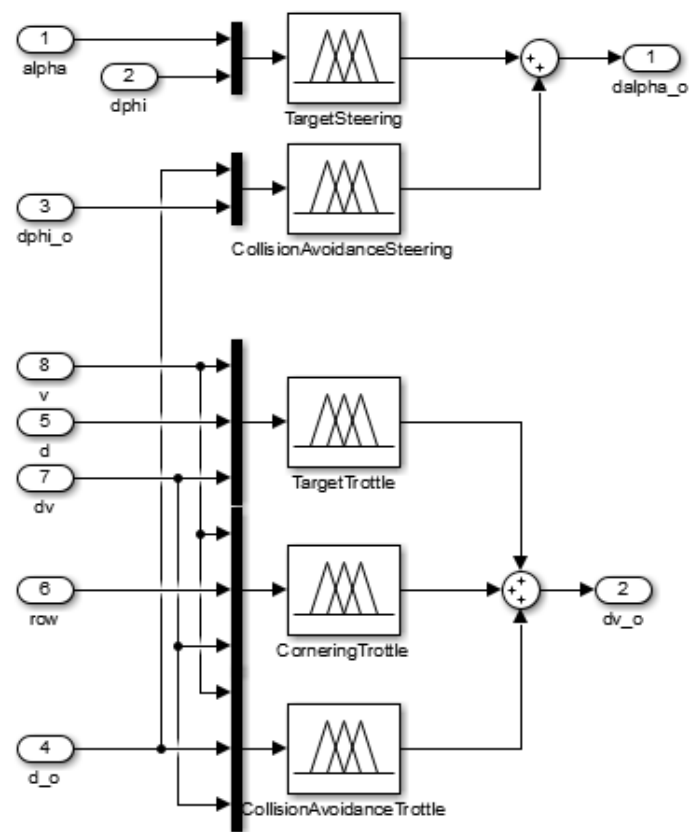 1
alpha
2
dphi
TargetSteering
1
dalpha_o
3
dphi_o
CollisionAvoidanceSteering
8
v
5
d
7
dv
TargetTrottle
6
row
CorneringTrottle
2
dv_o
4
d_o
CollisionAvoidanceTrottle